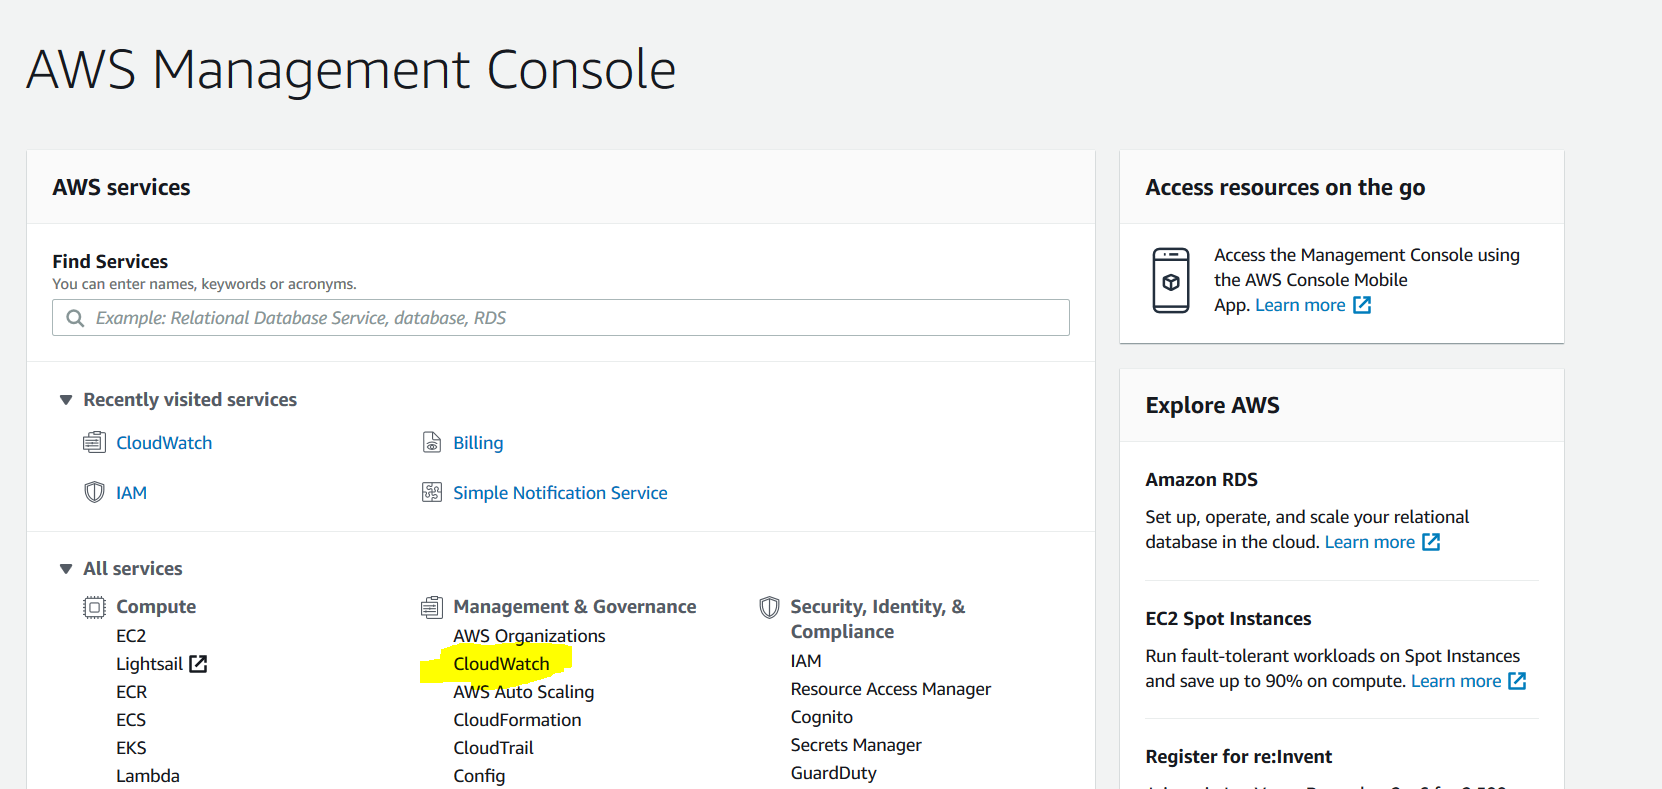 AWS Management Console
AWS services
Find Services
You can enter names, keywords or acronyms.
Example: Relational Database Service, database, RDS
Recently visited services
CloudWatch
Billing
IAM
Simple Notification Service
All services
Compute
EC2
Lightsail
ECR
ECS
EKS
Lambda
Management & Governance
AWS Organizations
CloudWatch
AWS Auto Scaling
CloudFormation
CloudTrail
Config
Security, Identity, &
Compliance
IAM
Resource Access Manager
Cognito
Secrets Manager
GuardDuty
Access resources on the go
Access the Management Console using
the AWS Console Mobile
App. Learn more
Explore AWS
Amazon RDS
Set up, operate, and scale your relational
database in the cloud. Learn more
EC2 Spot Instances
Run fault-tolerant workloads on Spot Instances
and save up to 90% on compute. Learn more
Register for re:Invent